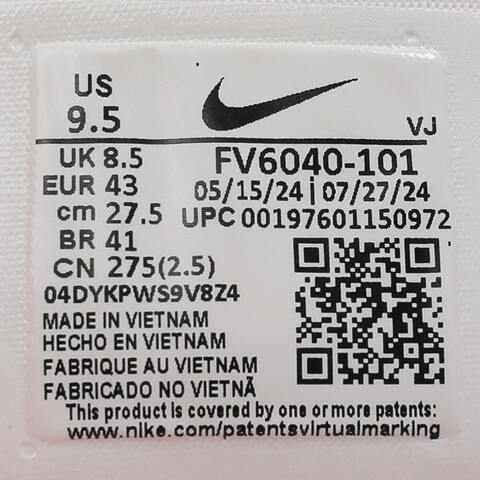 US
9.5
VJ
UK 8.5
FV6040-101
EUR 43
05/15/24 | 07/27/24
cm 27.5
UPC 00197601150972
BR 41
CN 275(2.5)
04DYKPWS9V8Z4
MADE IN VIETNAM
HECHO EN VIETNAM
FABRIQUE AU VIETNAM
FABRICADO NO VIETNÃ
This product is covered by one or more patents:
www.nike.com/patentsvirtualmarking